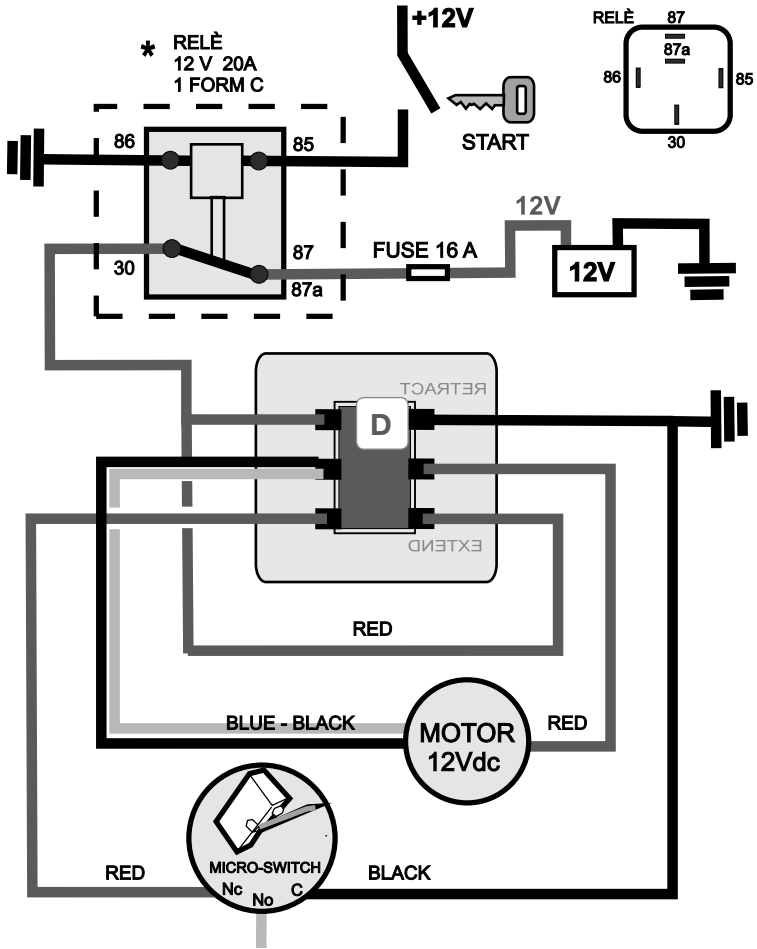 +12V
* RELÈ
12 V 20A
1 FORM C
START
RELÈ
87
87a
86
85
30
86
85
30
87
87a
12V
FUSE 16 A
12V
RETRACT
D
EXTEND
RED
BLUE - BLACK
MOTOR
12Vdc
RED
MICRO-SWITCH
Nc
No
C
RED
BLACK